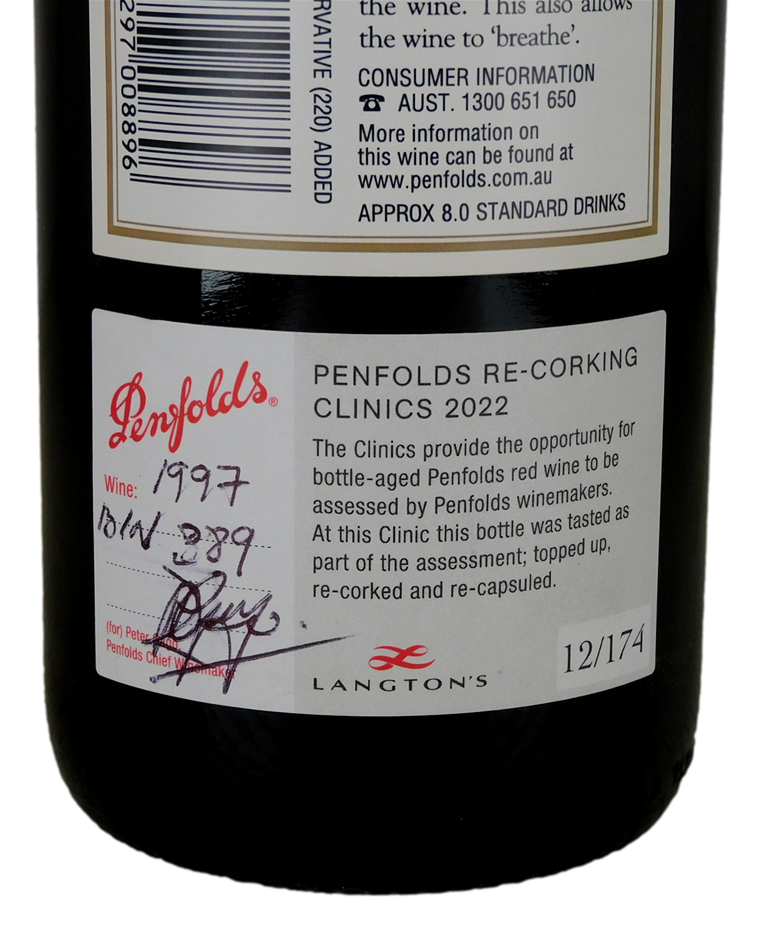 the wine. This also allows
the wine to ‘breathe’.
CONSUMER INFORMATION
☎ AUST. 1300 651 650
More information on
this wine can be found at
www.penfolds.com.au
APPROX 8.0 STANDARD DRINKS
RVATIVE (220) ADDED
297 008896
Penfolds®
Wine: 1997
BIN 389
(for) Peter
Penfolds Chief Winemaker
PENFOLDS RE-CORKING
CLINICS 2022
The Clinics provide the opportunity for
bottle-aged Penfolds red wine to be
assessed by Penfolds winemakers.
At this Clinic this bottle was tasted as
part of the assessment; topped up,
re-corked and re-capsuled.
LANGTON'S
12/174